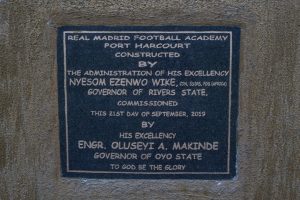 REAL MADRID FOOTBALL ACADEMY
PORT HARCOURT
CONSTRUCTED
BY
THE ADMINISTRATION OF HIS EXCELLENCY
NYESOM EZENWO WIKE,
GOVERNOR OF RIVERS STATE,
COMMISSIONED
THIS 21ST DAY OF SEPTEMBER, 2019
BY
HIS EXCELLENCY
ENGR. OLUSEYI A. MAKINDE
GOVERNOR OF OYO STATE
TO GOD BE THE GLORY